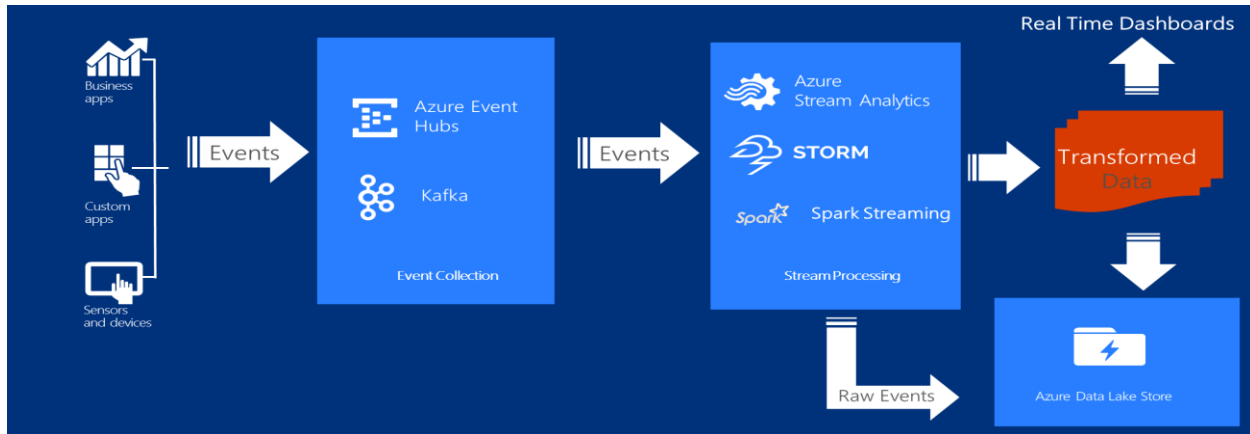 Real Time Dashboards
Business
apps
Custom
apps
Sensors
and devices
Events
Azure Event
Hubs
Kafka
Event Collection
Events
Azure
Stream Analytics
STORM
Spark
Spark Streaming
Stream Processing
Transformed
Data
Raw Events
Azure Data Lake Store